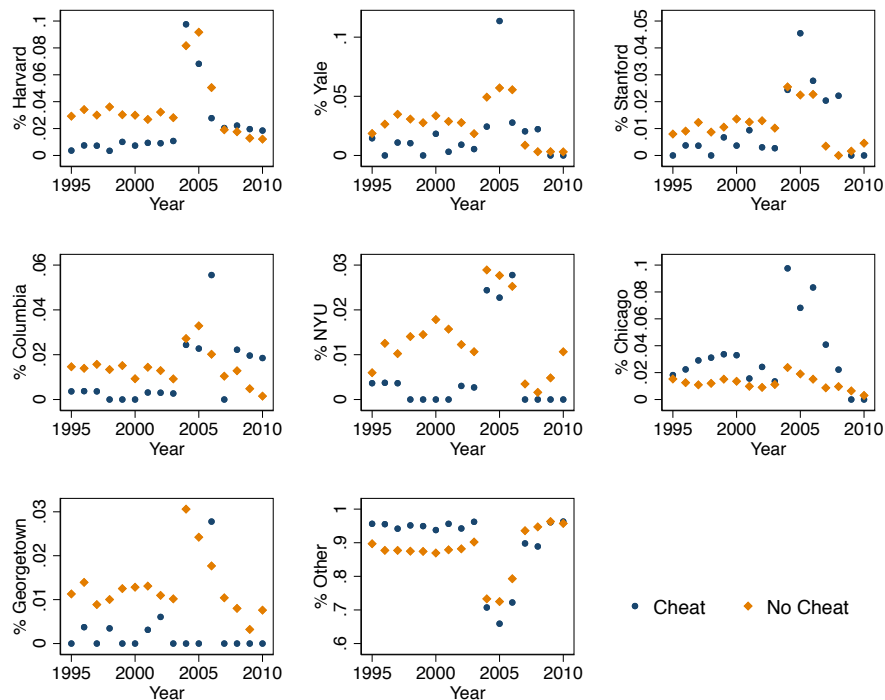 % Harvard
0 .02 .04 .06 .08 .1
1995 2000 2005 2010
Year
% Yale
0 .05 .1
1995 2000 2005 2010
Year
% Stanford
0 .01 .02 .03 .04 .05
1995 2000 2005 2010
Year
% Columbia
0 .02 .04 .06
1995 2000 2005 2010
Year
% NYU
0 .01 .02 .03
1995 2000 2005 2010
Year
% Chicago
0 .02 .04 .06 .08 .1
1995 2000 2005 2010
Year
% Georgetown
0 .01 .02 .03
1995 2000 2005 2010
Year
% Other
.6 .7 .8 .9 1
1995 2000 2005 2010
Year
Cheat No Cheat